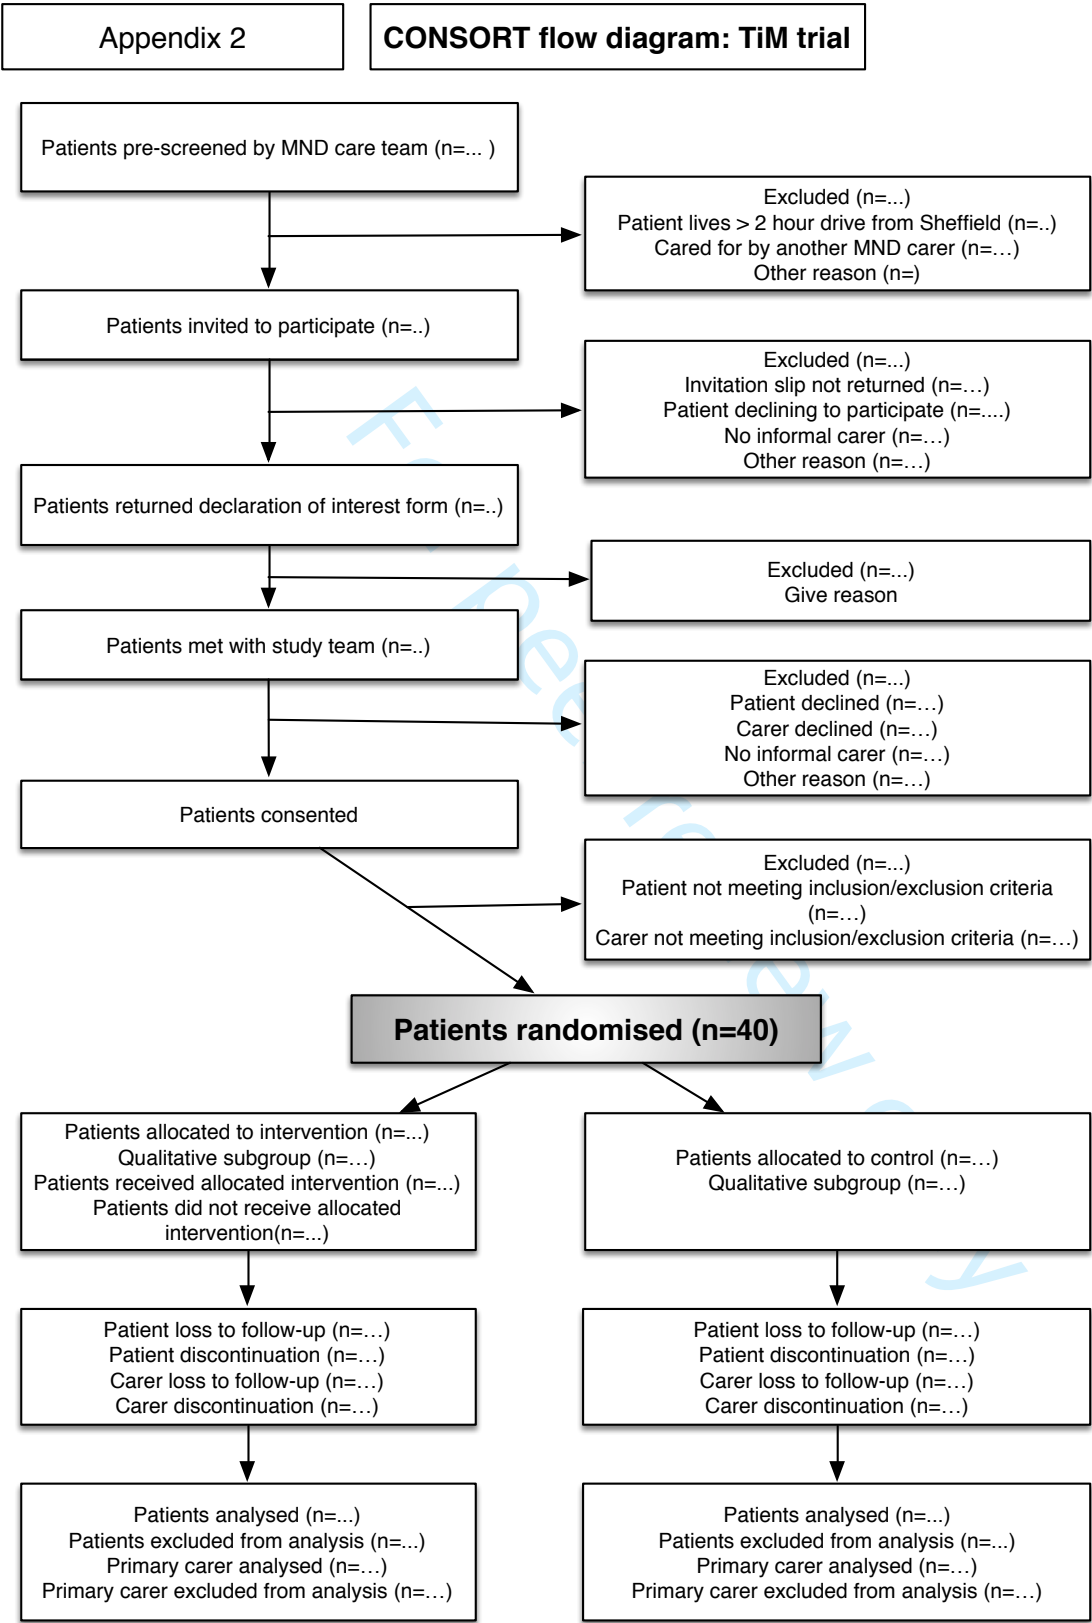 Appendix 2
CONSORT flow diagram: TiM trial
Patients pre-screened by MND care team (n=... )
Excluded (n=...)
Patient lives > 2 hour drive from Sheffield (n=..)
Cared for by another MND carer (n=…)
Other reason (n=)
Patients invited to participate (n=..)
Excluded (n=...)
Invitation slip not returned (n=…)
Patient declining to participate (n=....)
No informal carer (n=…)
Other reason (n=…)
Patients returned declaration of interest form (n=..)
Excluded (n=...)
Give reason
Patients met with study team (n=..)
Excluded (n=...)
Patient declined (n=…)
Carer declined (n=…)
No informal carer (n=…)
Other reason (n=…)
Patients consented
Excluded (n=...)
Patient not meeting inclusion/exclusion criteria
(n=…)
Carer not meeting inclusion/exclusion criteria (n=…)
Patients randomised (n=40)
Patients allocated to intervention (n=...)
Qualitative subgroup (n=…)
Patients received allocated intervention (n=...)
Patients did not receive allocated
intervention(n=...)
Patients allocated to control (n=…)
Qualitative subgroup (n=…)
Patient loss to follow-up (n=…)
Patient discontinuation (n=…)
Carer loss to follow-up (n=…)
Carer discontinuation (n=…)
Patient loss to follow-up (n=…)
Patient discontinuation (n=…)
Carer loss to follow-up (n=…)
Carer discontinuation (n=…)
Patients analysed (n=...)
Patients excluded from analysis (n=...)
Primary carer analysed (n=…)
Primary carer excluded from analysis (n=…)
Patients analysed (n=...)
Patients excluded from analysis (n=...)
Primary carer analysed (n=…)
Primary carer excluded from analysis (n=…)